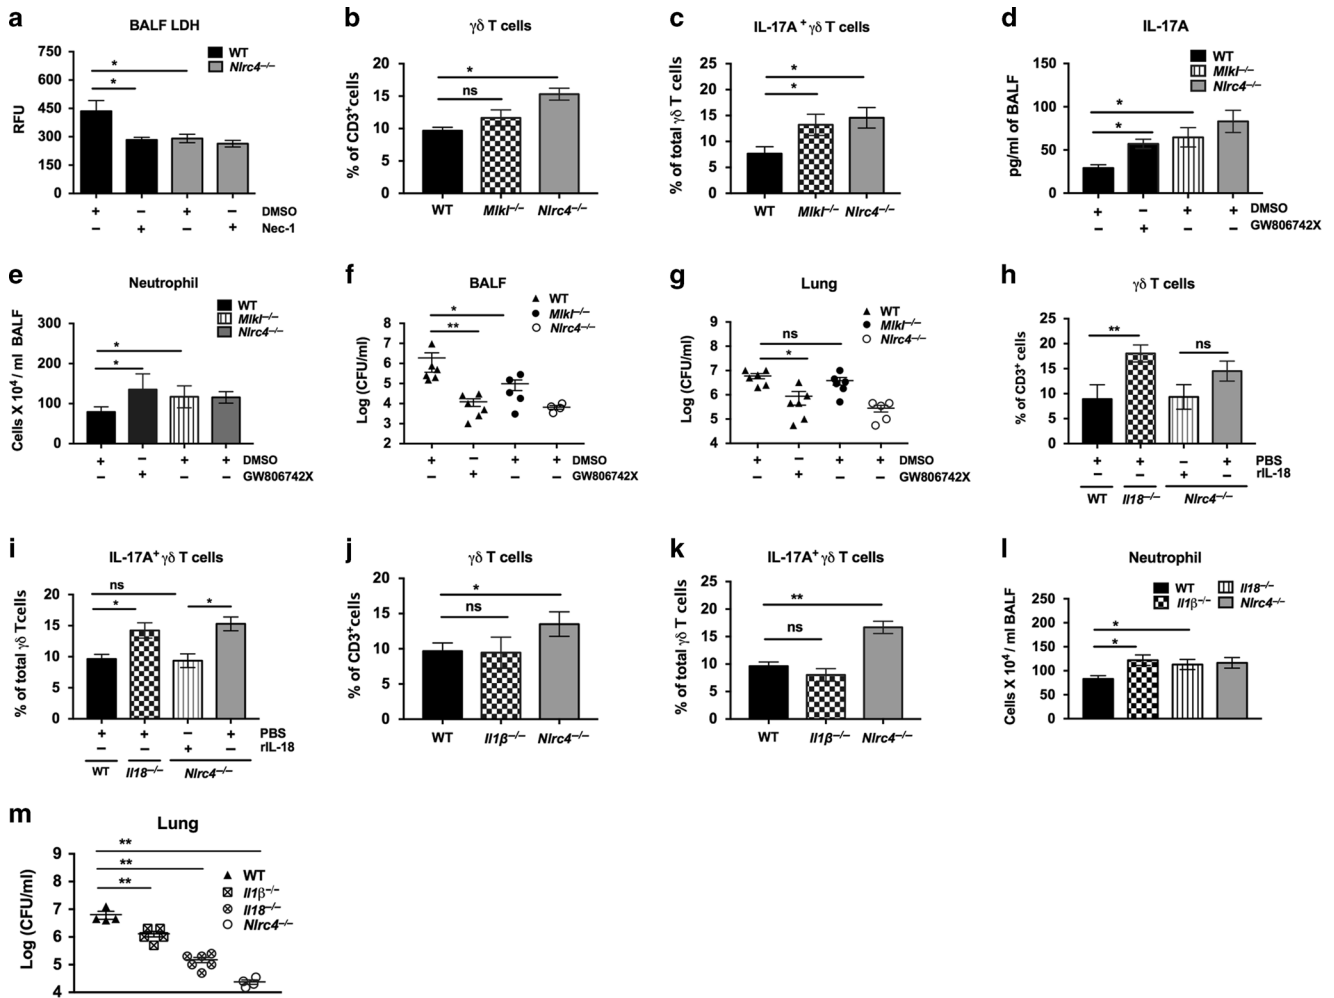 a
BALF LDH
WT
Nlrc4–/–
RFU
750
600
450
300
150
0
*
*
+ – + – DMSO
– + – + Nec-1
b
γδ T cells
% of CD3+cells
20
15
10
5
0
*
ns
WT Mlkl–/– Nlrc4–/–
c
IL-17A + γδ T cells
% of total γδ T cells
25
20
15
10
5
0
*
*
WT Mlkl–/– Nlrc4–/–
d
IL-17A
WT
Mlkl–/–
Nlrc4–/–
pg/ml of BALF
150
100
50
0
*
*
+ – + + DMSO
– + – – GW806742X
e
Neutrophil
WT
Mlkl–/–
Nlrc4–/–
Cells X 10⁴ / ml BALF
300
200
100
0
*
*
+ – + + DMSO
– + – – GW806742X
f
BALF
WT
Mlkl–/–
Nlrc4–/–
Log (CFU/ml)
8
7
6
5
4
3
2
*
**
+ – + + DMSO
– + – – GW806742X
g
Lung
WT
Mlkl–/–
Nlrc4–/–
Log (CFU/ml)
9
8
7
6
5
4
ns
*
+ – + + DMSO
– + – – GW806742X
h
γδ T cells
% of CD3+ cells
25
20
15
10
5
0
**
ns
+ + – + PBS
– – + – rIL-18
WT Il18–/– Nlrc4–/–
i
IL-17A+ γδ T cells
% of total γδ Tcells
20
15
10
5
0
ns
* *
+ + – + PBS
– – + – rIL-18
WT Il18–/– Nlrc4–/–
j
γδ T cells
% of CD3+cells
20
15
10
5
0
*
ns
WT Il1β–/– Nlrc4–/–
k
IL-17A+ γδ T cells
% of total γδ T cells
25
20
15
10
5
0
**
ns
WT Il1β–/– Nlrc4–/–
l
Neutrophil
WT Il18–/–
Il1β–/– Nlrc4–/–
Cells X 10⁴ / ml BALF
250
200
150
100
50
0
*
*
m
Lung
WT
Il1β–/–
Il18–/–
Nlrc4–/–
Log (CFU/ml)
9
8
7
6
5
4
**
**
**